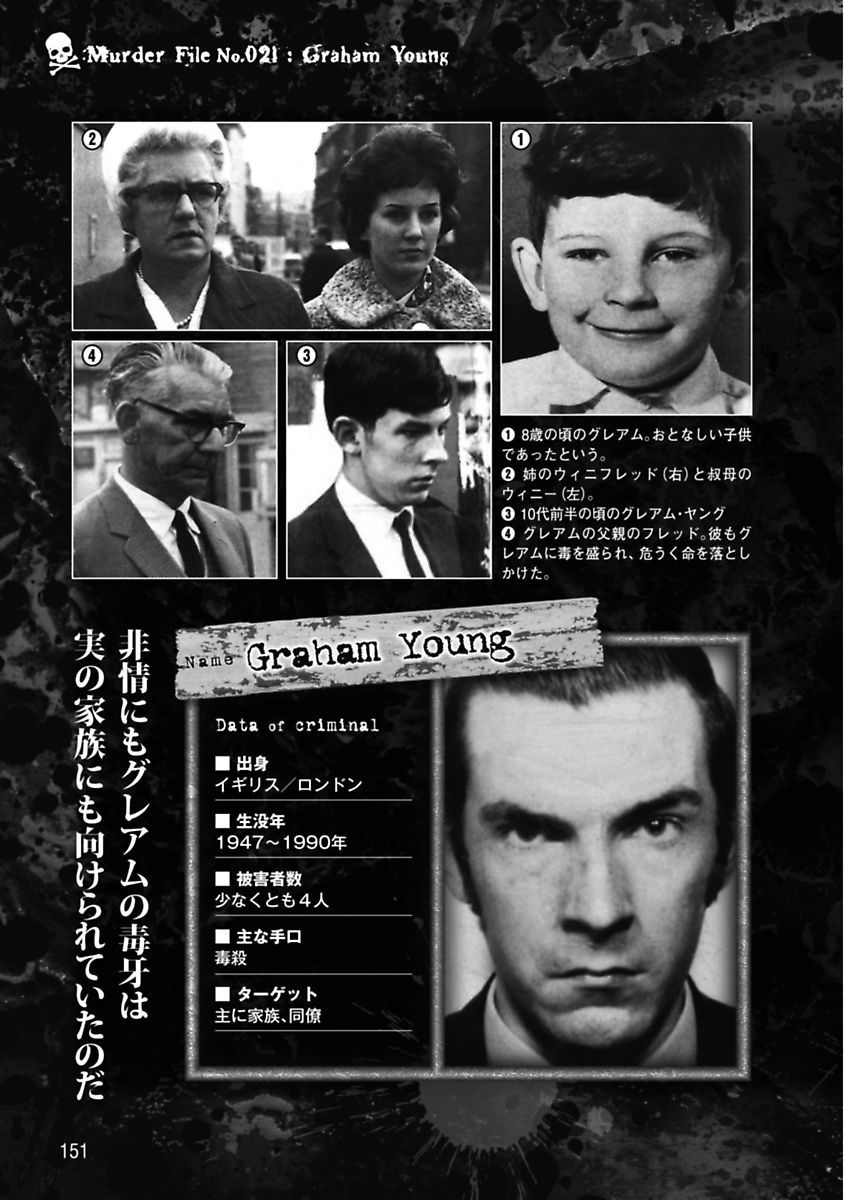 Murder File No.021 : Graham Young
②
①
④
③
❶ 8歳の頃のグレアム。おとなしい子供
であったという。
❷ 姉のウィニフレッド(右)と叔母の
ウィニー(左)。
❸ 10代前半の頃のグレアム・ヤング
❹ グレアムの父親のフレッド。彼もグ
レアムに毒を盛られ、危うく命を落とし
かけた。
非情にもグレアムの毒牙は
実の家族にも向けられていたのだ
Name Graham Young
Data of criminal
■ 出身
イギリス/ロンドン
■ 生没年
1947〜1990年
■ 被害者数
少なくとも4人
■ 主な手口
毒殺
■ ターゲット
主に家族、同僚
151